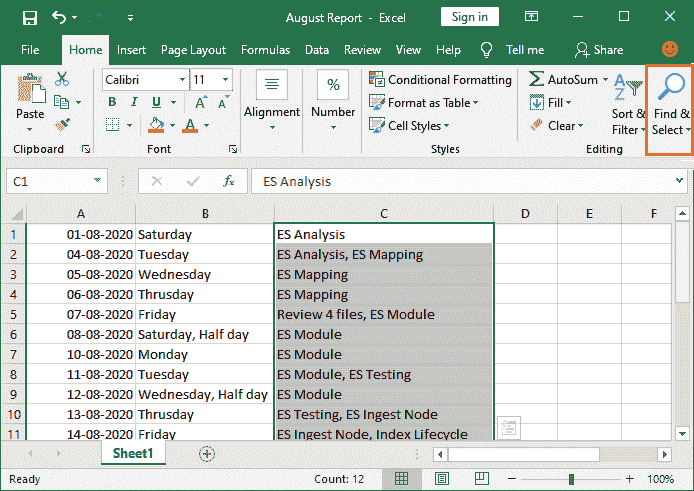 August Report - Excel
Sign in
File Home Insert Page Layout Formulas Data Review View Help Tell me Share
Paste
Clipboard
Calibri 11
B I U A A
A
Font
Alignment
%
Number
Conditional Formatting
Format as Table
Cell Styles
Styles
AutoSum
Fill
Clear
A Z
Sort &
Filter
Editing
Find &
Select
C1 fx ES Analysis
A B C D E F
1 01-08-2020 Saturday ES Analysis
2 04-08-2020 Tuesday ES Analysis, ES Mapping
3 05-08-2020 Wednesday ES Mapping
4 06-08-2020 Thrusday ES Mapping
5 07-08-2020 Friday Review 4 files, ES Module
6 08-08-2020 Saturday, Half day ES Module
7 10-08-2020 Monday ES Module
8 11-08-2020 Tuesday ES Module, ES Testing
9 12-08-2020 Wednesday, Half day ES Module
10 13-08-2020 Thrusday ES Testing, ES Ingest Node
11 14-08-2020 Friday ES Ingest Node, Index Lifecycle
Sheet1
Ready Count: 12 100%